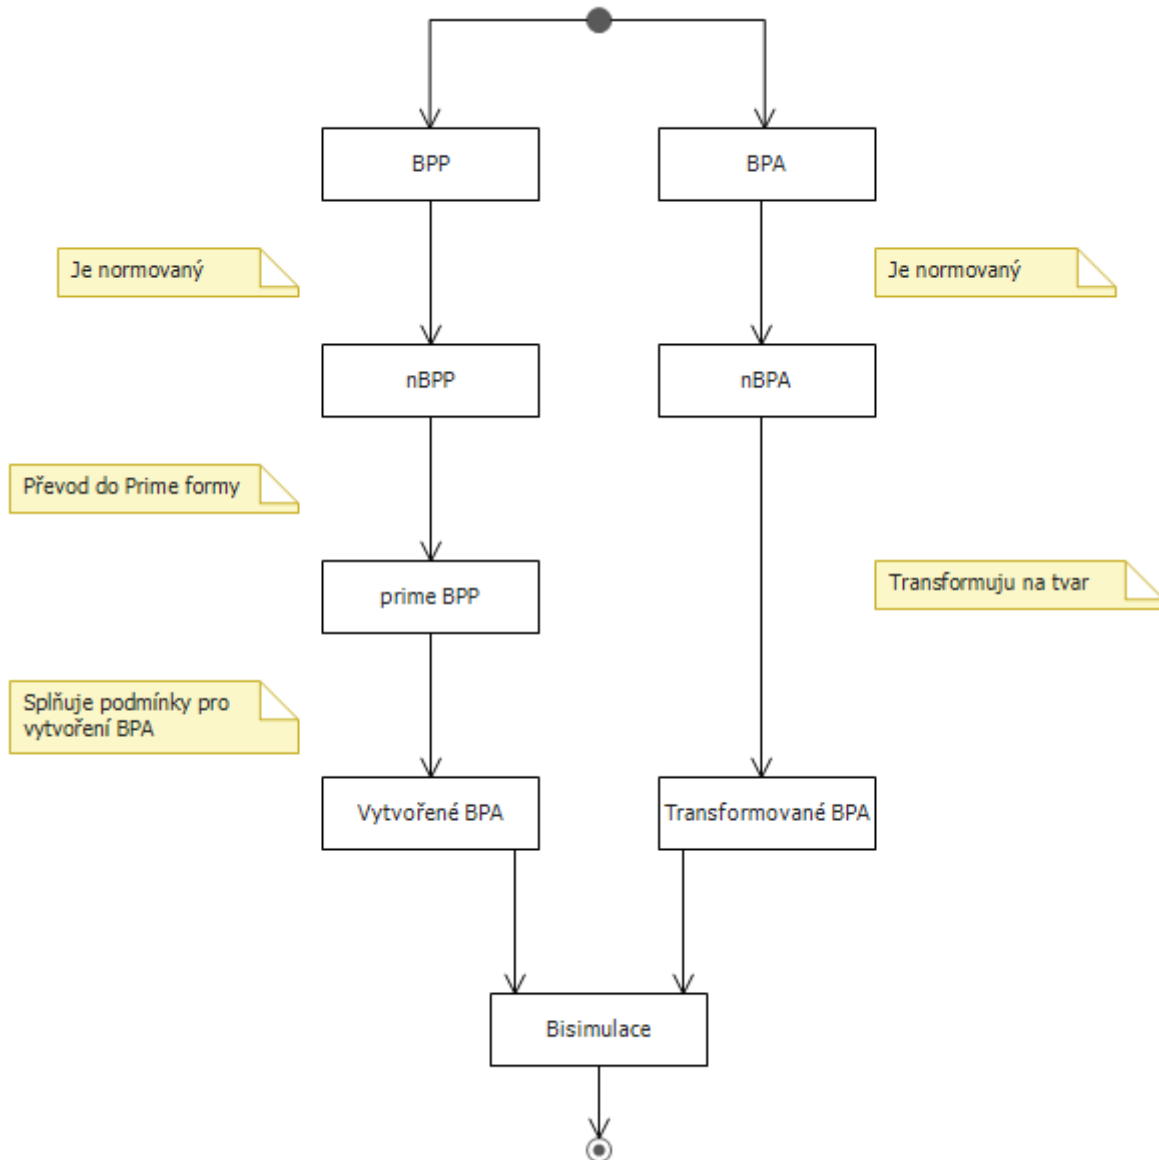 BPP
BPA
Je normovaný
Je normovaný
nBPP
nBPA
Převod do Prime formy
prime BPP
Transformuju na tvar
Splňuje podmínky pro
vytvoření BPA
Vytvořené BPA
Transformované BPA
Bisimulace